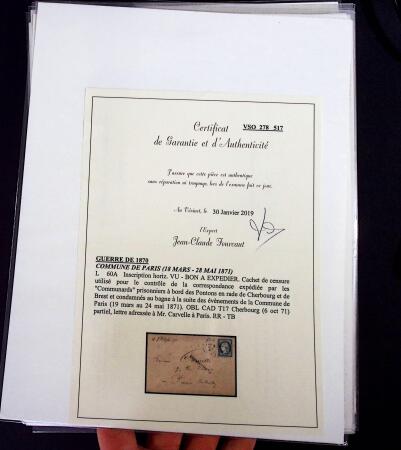 Certificat VSO 278 517
de Garantie et d'Authenticité
J'assure que cette pièce est authentique
sans réparation ni truquage, lors de l'examen fait ce jour.
Au Vésinet, le 30 Janvier 2019
L'Expert
Jean-Claude Fourcaut
GUERRE DE 1870
COMMUNE DE PARIS (18 MARS - 28 MAI 1871)
L 60A Inscription horiz. VU - BON A EXPEDIER. Cachet de censure
utilisé pour le contrôle de la correspondance expédiée par les
"Communards" prisonniers à bord des Pontons en rade de Cherbourg et de
Brest et condamnés au bagne à la suite des évènements de la Commune de
Paris (19 mars au 24 mai 1871). OBL CAD T17 Cherbourg (6 oct 71)
partiel, lettre adressée à Mr. Carvelle à Paris. RR - TB